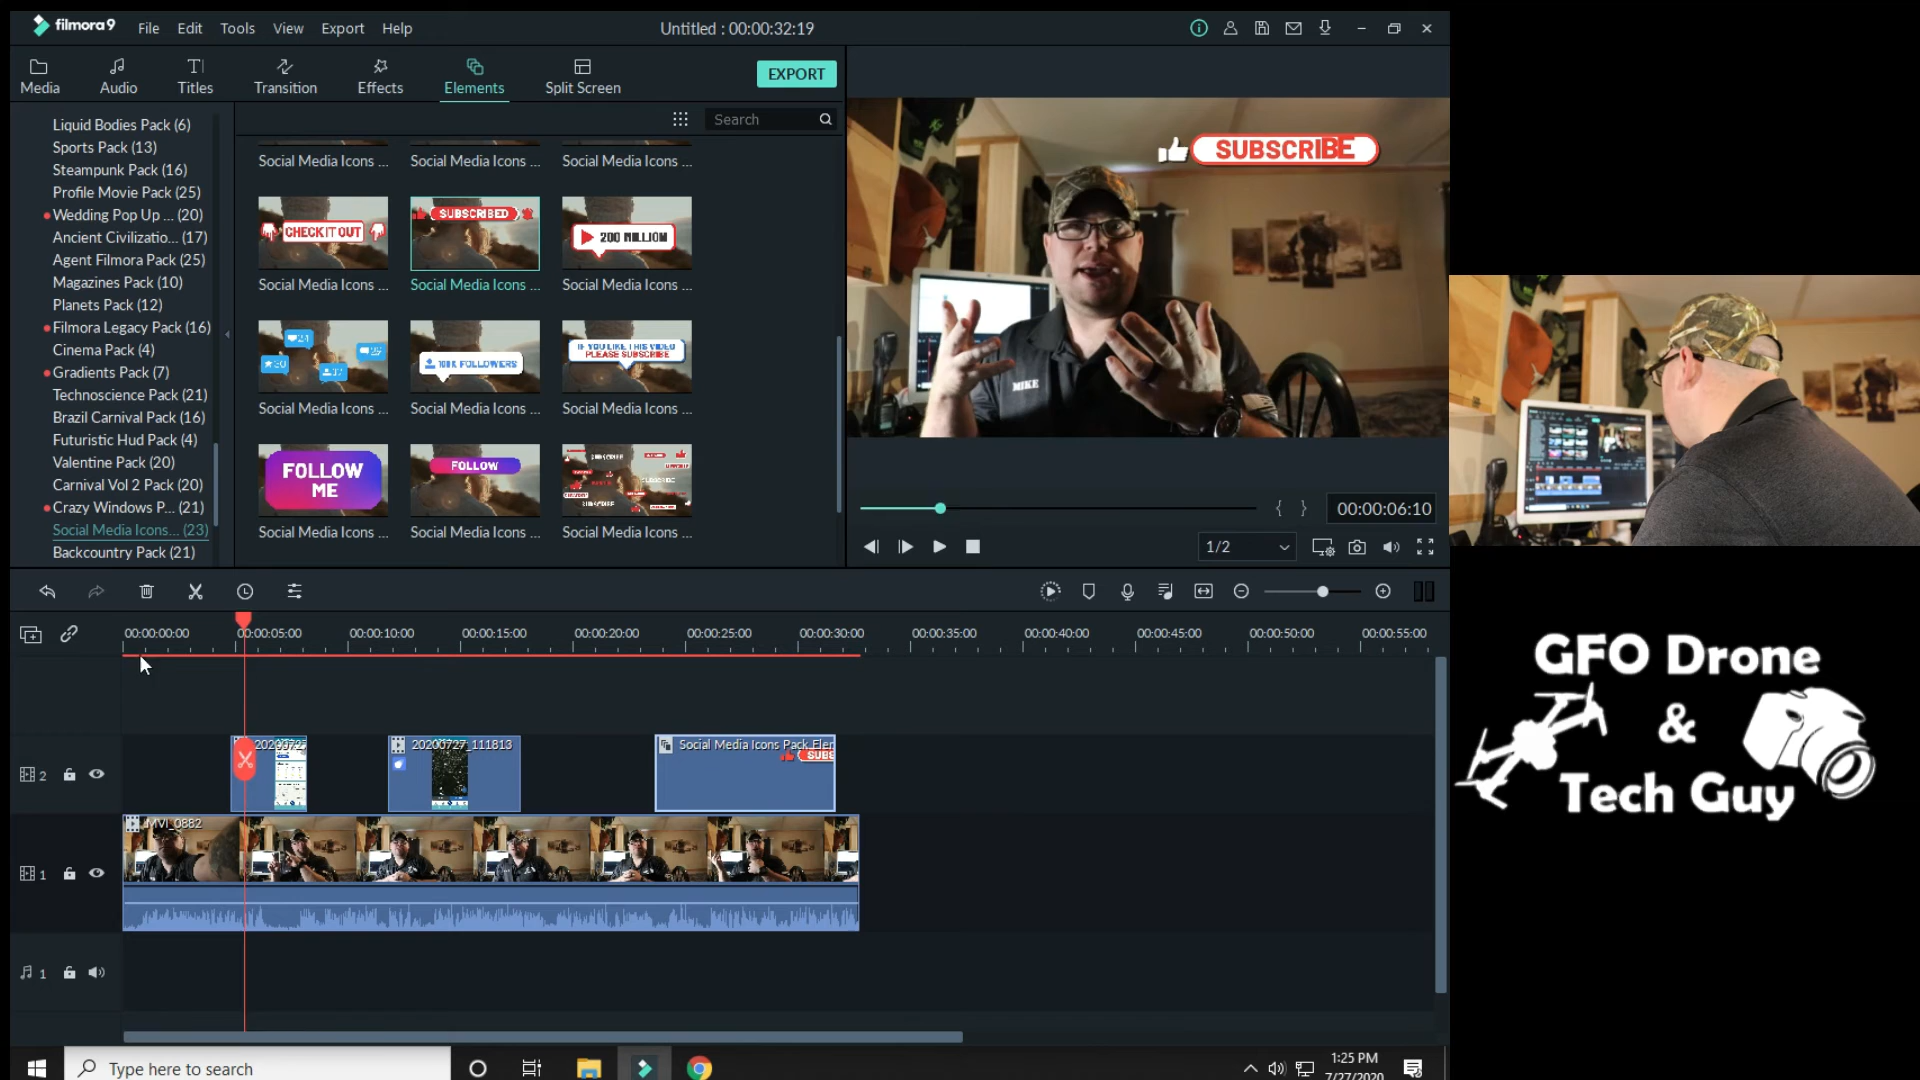 filmora9 File Edit Tools View Export Help Untitled : 00:00:32:19
Media Audio Titles Transition Effects Elements Split Screen EXPORT
Search
Liquid Bodies Pack (6)
Sports Pack (13)
Steampunk Pack (16)
Profile Movie Pack (25)
Wedding Pop Up ... (20)
Ancient Civilizatio... (17)
Agent Filmora Pack (25)
Magazines Pack (10)
Planets Pack (12)
Filmora Legacy Pack (16)
Cinema Pack (4)
Gradients Pack (7)
Technoscience Pack (21)
Brazil Carnival Pack (16)
Futuristic Hud Pack (4)
Valentine Pack (20)
Carnival Vol 2 Pack (20)
Crazy Windows P... (21)
Social Media Icons... (23)
Backcountry Pack (21)
Social Media Icons ... Social Media Icons ... Social Media Icons ...
CHECK IT OUT SUBSCRIBED 200 MILLION
Social Media Icons ... Social Media Icons ... Social Media Icons ...
100K FOLLOWERS
IF YOU LIKE THIS VIDEO
PLEASE SUBSCRIBE
Social Media Icons ... Social Media Icons ... Social Media Icons ...
FOLLOW
ME
FOLLOW
SUBSCRIBE
Social Media Icons ... Social Media Icons ... Social Media Icons ...
SUBSCRIBE
MIKE
00:00:06:10
1/2
00:00:00:00 00:00:05:00 00:00:10:00 00:00:15:00 00:00:20:00 00:00:25:00 00:00:30:00 00:00:35:00 00:00:40:00 00:00:45:00 00:00:50:00 00:00:55:00
2
20200727_111813
Social Media Icons Pack Eler
SUBS
MVI_0882
1
1
GFO Drone
&
Tech Guy
Type here to search
1:25 PM
7/27/2020